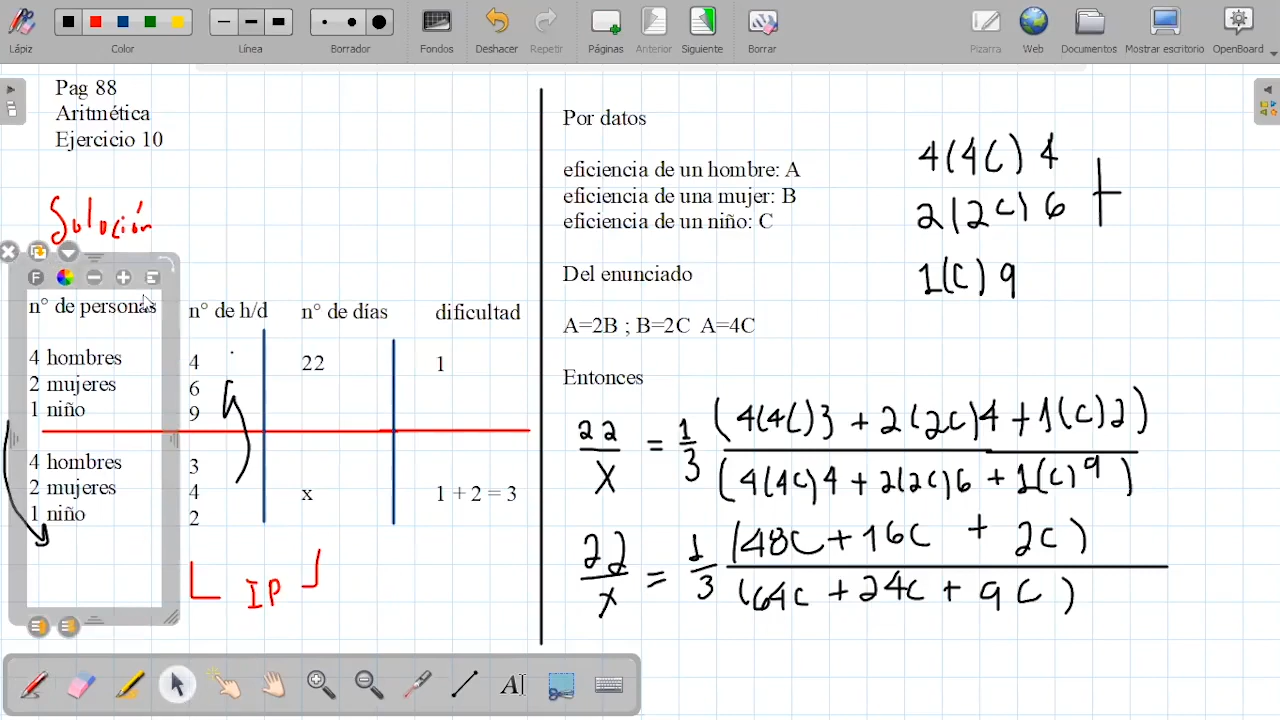 Lápiz
Color
Línea
Borrador
Fondos
Deshacer
Repetir
Páginas
Anterior
Siguiente
Borrar
Pizarra
Web
Documentos
Mostrar escritorio
OpenBoard
Pag 88
Aritmética
Ejercicio 10
Solución
n° de personas n° de h/d n° de días dificultad
4 hombres 4 22 1
2 mujeres 6
1 niño 9
4 hombres 3
2 mujeres 4 x 1 + 2 = 3
1 niño 2
IP
Por datos
eficiencia de un hombre: A
eficiencia de una mujer: B
eficiencia de un niño: C
Del enunciado
A=2B ; B=2C A=4C
Entonces
4(4C) 4
2(2C) 6
1(C) 9
22/x = 1/3 (4(4C)3 + 2(2C)4 + 1(C)2) / (4(4C)4 + 2(2C)6 + 1(C)9)
22/x = 1/3 (48C + 16C + 2C) / (64C + 24C + 9C)